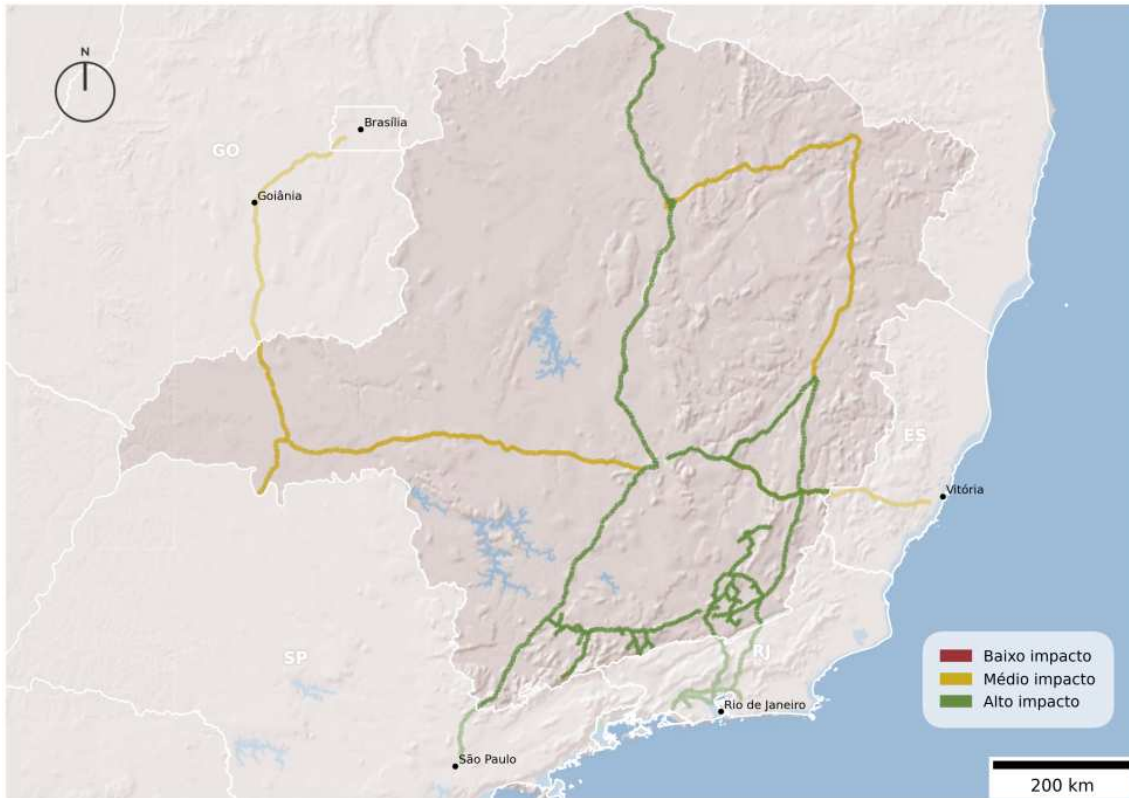 N
Brasília
GO
Goiânia
ES
Vitória
SP
RJ
Rio de Janeiro
São Paulo
Baixo impacto
Médio impacto
Alto impacto
200 km